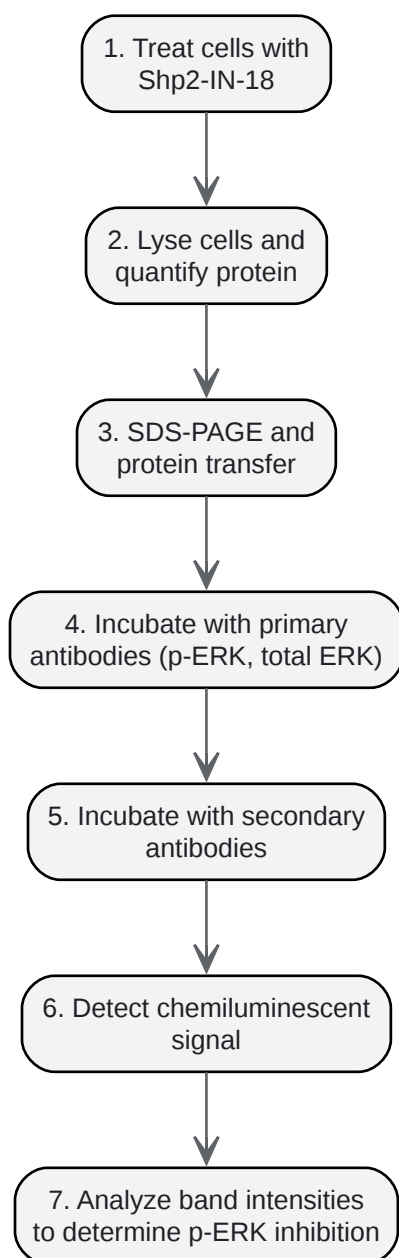 1. Treat cells with
Shp2-IN-18
2. Lyse cells and
quantify protein
3. SDS-PAGE and
protein transfer
4. Incubate with primary
antibodies (p-ERK, total ERK)
5. Incubate with secondary
antibodies
6. Detect chemiluminescent
signal
7. Analyze band intensities
to determine p-ERK inhibition